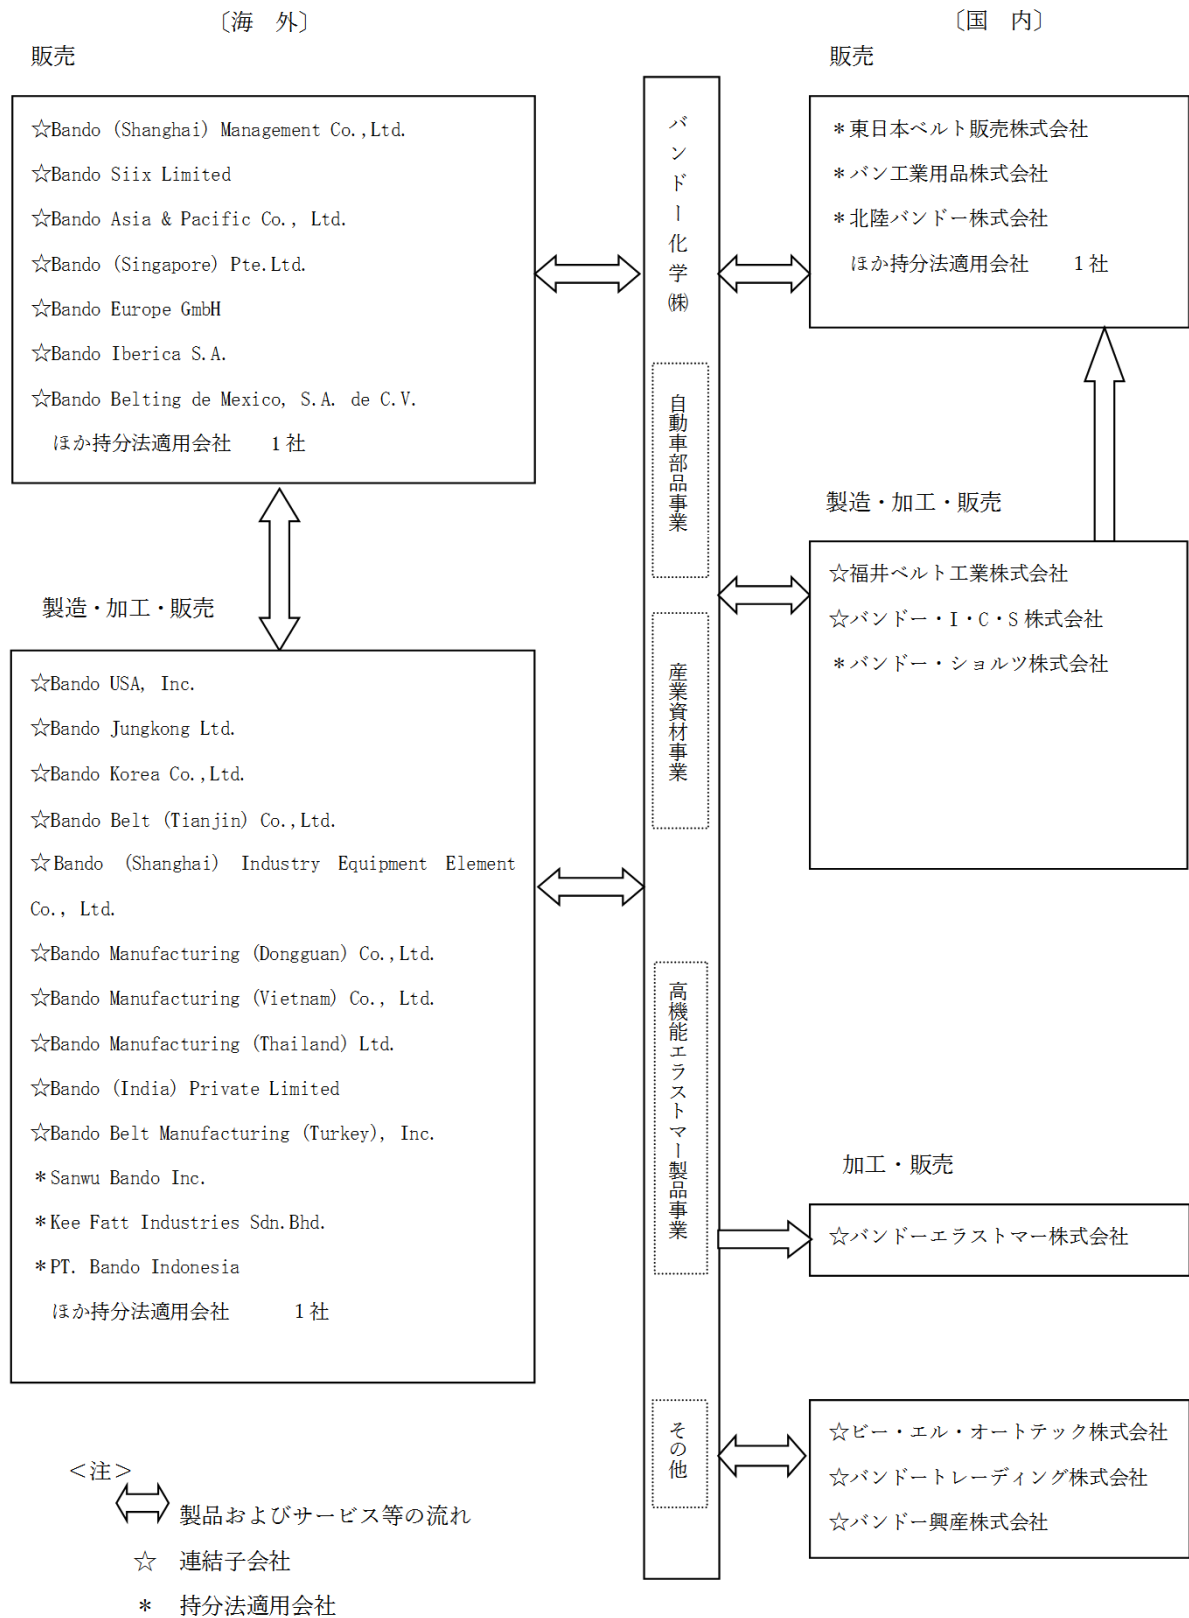 〔海　外〕
販売
☆Bando (Shanghai) Management Co.,Ltd.
☆Bando Siix Limited
☆Bando Asia & Pacific Co., Ltd.
☆Bando (Singapore) Pte.Ltd.
☆Bando Europe GmbH
☆Bando Iberica S.A.
☆Bando Belting de Mexico, S.A. de C.V.
ほか持分法適用会社　　１社
製造・加工・販売
☆Bando USA, Inc.
☆Bando Jungkong Ltd.
☆Bando Korea Co.,Ltd.
☆Bando Belt (Tianjin) Co.,Ltd.
☆Bando (Shanghai) Industry Equipment Element
Co., Ltd.
☆Bando Manufacturing (Dongguan) Co.,Ltd.
☆Bando Manufacturing (Vietnam) Co., Ltd.
☆Bando Manufacturing (Thailand) Ltd.
☆Bando (India) Private Limited
☆Bando Belt Manufacturing (Turkey), Inc.
＊Sanwu Bando Inc.
＊Kee Fatt Industries Sdn.Bhd.
＊PT. Bando Indonesia
ほか持分法適用会社　　　１社
バンドー化学㈱
自動車部品事業
産業資材事業
高機能エラストマー製品事業
その他
〔国　内〕
販売
＊東日本ベルト販売株式会社
＊バン工業用品株式会社
＊北陸バンドー株式会社
ほか持分法適用会社　　１社
製造・加工・販売
☆福井ベルト工業株式会社
☆バンドー・I・C・S株式会社
＊バンドー・ショルツ株式会社
加工・販売
☆バンドーエラストマー株式会社
☆ビー・エル・オートテック株式会社
☆バンドートレーディング株式会社
☆バンドー興産株式会社
＜注＞
製品およびサービス等の流れ
☆　連結子会社
＊　持分法適用会社